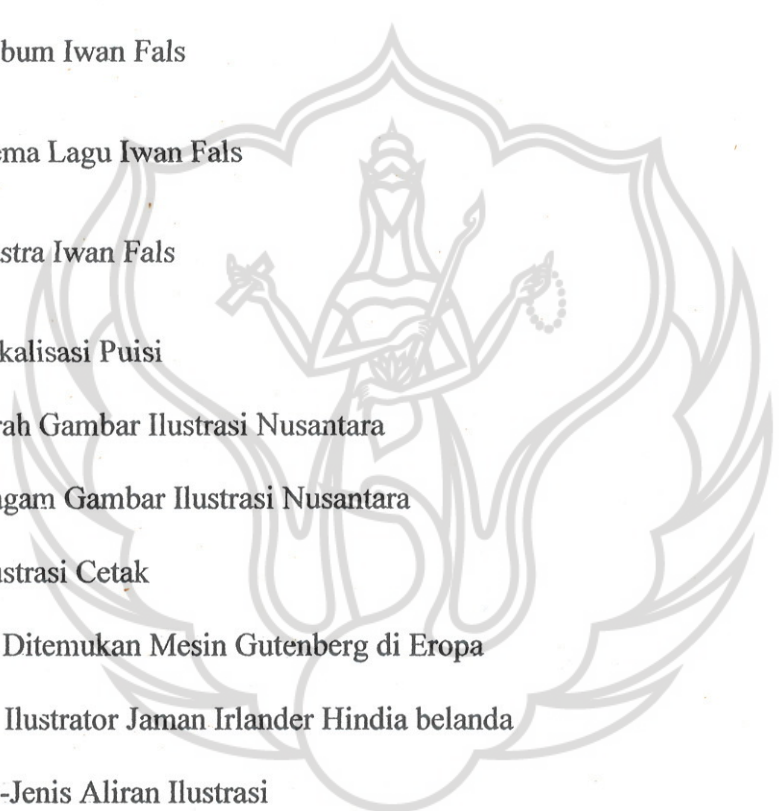 bum Iwan Fals
ema Lagu Iwan Fals
stra Iwan Fals
kalisasi Puisi
rah Gambar Ilustrasi Nusantara
agam Gambar Ilustrasi Nusantara
ustrasi Cetak
Ditemukan Mesin Gutenberg di Eropa
Ilustrator Jaman Irlander Hindia belanda
-Jenis Aliran Ilustrasi